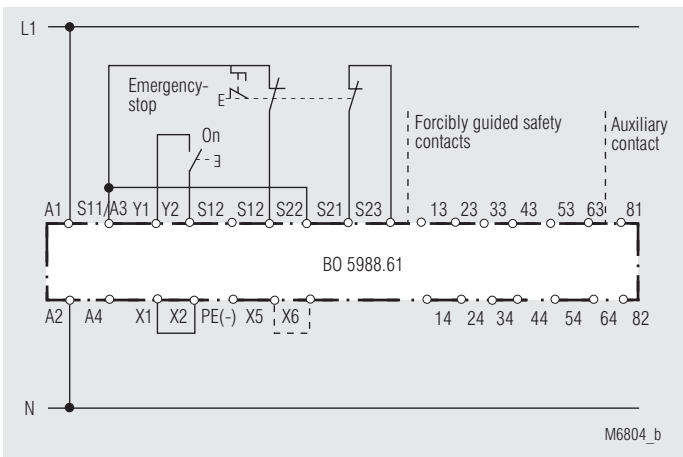 L1
Emergency-
stop
E
On
E
Forcibly guided safety
contacts
Auxiliary
contact
A1 S11/A3 Y1 Y2 S12 S12 S22 S21 S23 13 23 33 43 53 63 81
BO 5988.61
A2 A4 X1 X2 PE(-) X5 X6 14 24 34 44 54 64 82
N
M6804_b